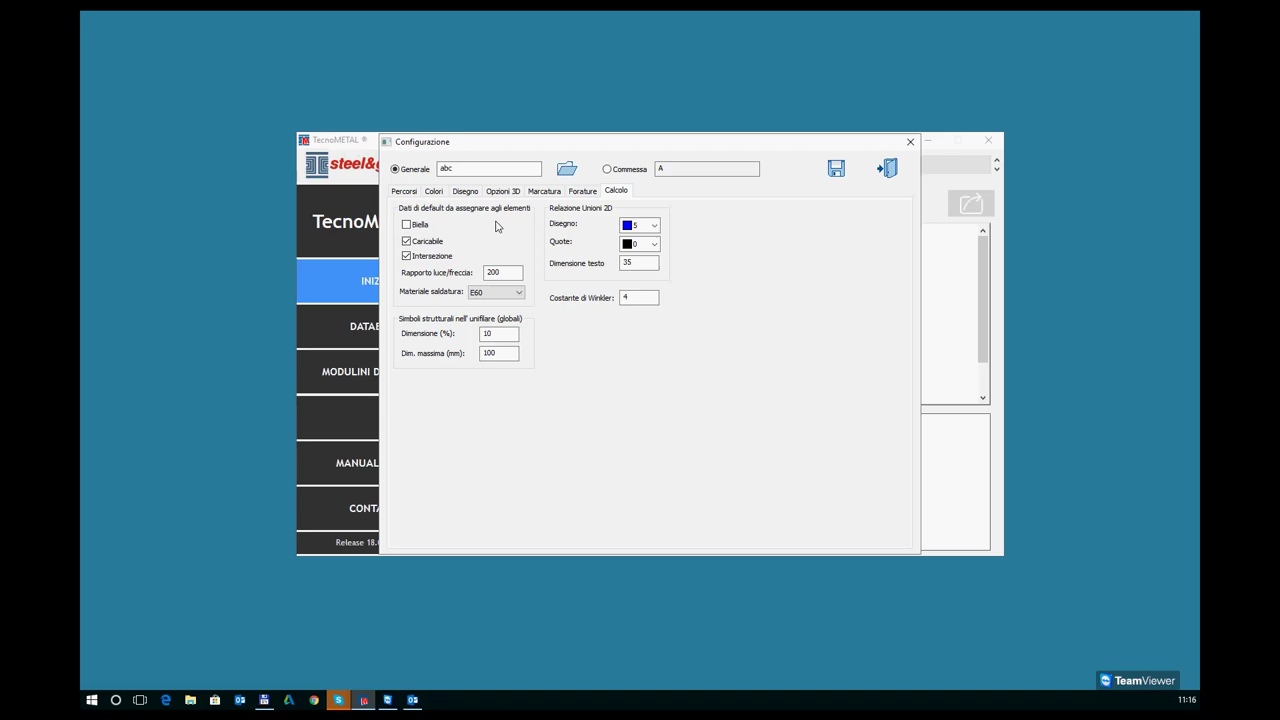 TecnoMETAL ®
Configurazione
steel&g
Generale abc Commessa A
Percorsi Colori Disegno Opzioni 3D Marcatura Forature Calcolo
Dati di default da assegnare agli elementi
Biella
Caricabile
Intersezione
Rapporto luce/freccia: 200
Materiale saldatura: E60
Simboli strutturali nell' unifilare (globali)
Dimensione (%): 10
Dim. massima (mm): 100
Relazione Unioni 2D
Disegno: 5
Quote: 0
Dimensione testo 35
Costante di Winkler: 4
TecnoM
INIZ
DATAB
MODULINI D
MANUAL
CONTA
Release 18.
TeamViewer
11:16